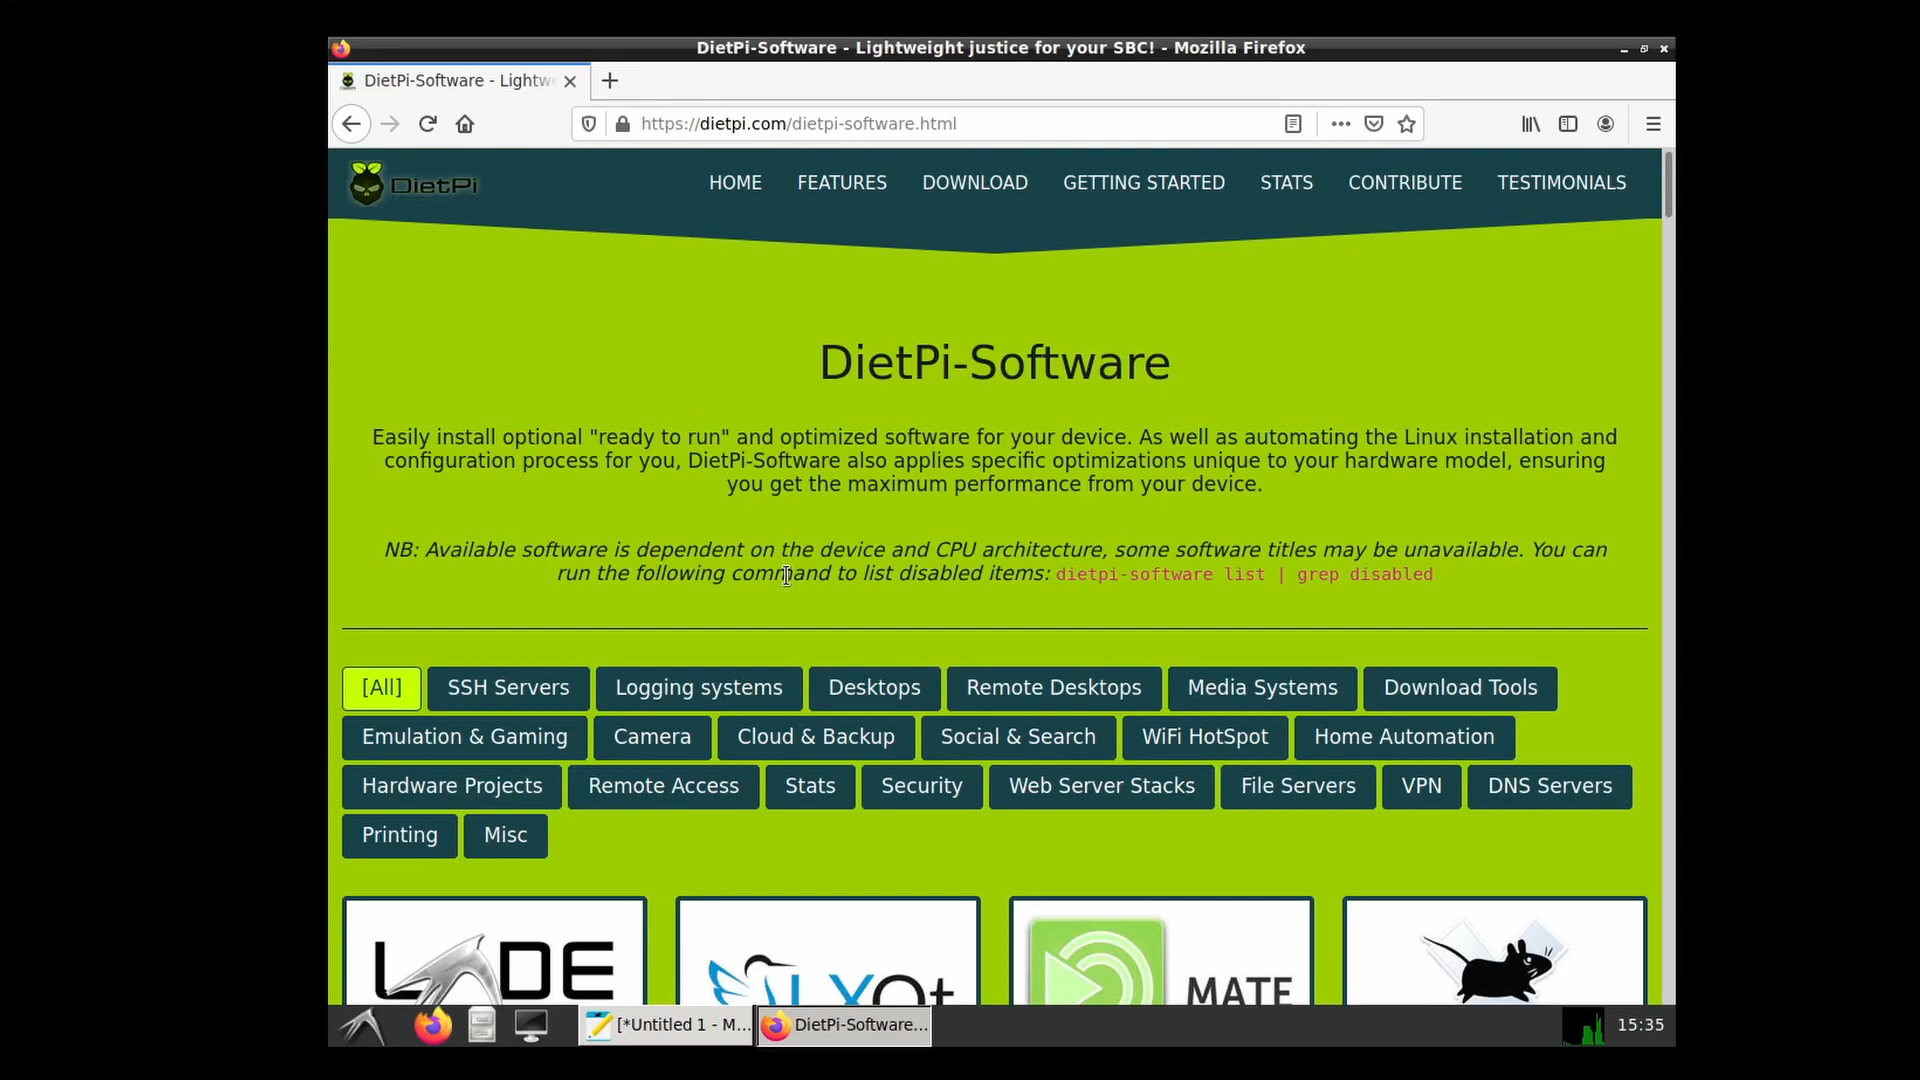 DietPi-Software - Lightweight justice for your SBC! - Mozilla Firefox
DietPi-Software - Lightwe
https://dietpi.com/dietpi-software.html
DietPi
HOME FEATURES DOWNLOAD GETTING STARTED STATS CONTRIBUTE TESTIMONIALS
DietPi-Software
Easily install optional "ready to run" and optimized software for your device. As well as automating the Linux installation and
configuration process for you, DietPi-Software also applies specific optimizations unique to your hardware model, ensuring
you get the maximum performance from your device.
NB: Available software is dependent on the device and CPU architecture, some software titles may be unavailable. You can
run the following command to list disabled items: dietpi-software list | grep disabled
[All] SSH Servers Logging systems Desktops Remote Desktops Media Systems Download Tools
Emulation & Gaming Camera Cloud & Backup Social & Search WiFi HotSpot Home Automation
Hardware Projects Remote Access Stats Security Web Server Stacks File Servers VPN DNS Servers
Printing Misc
LXDE LXQt MATE
[*Untitled 1 - M... DietPi-Software... 15:35